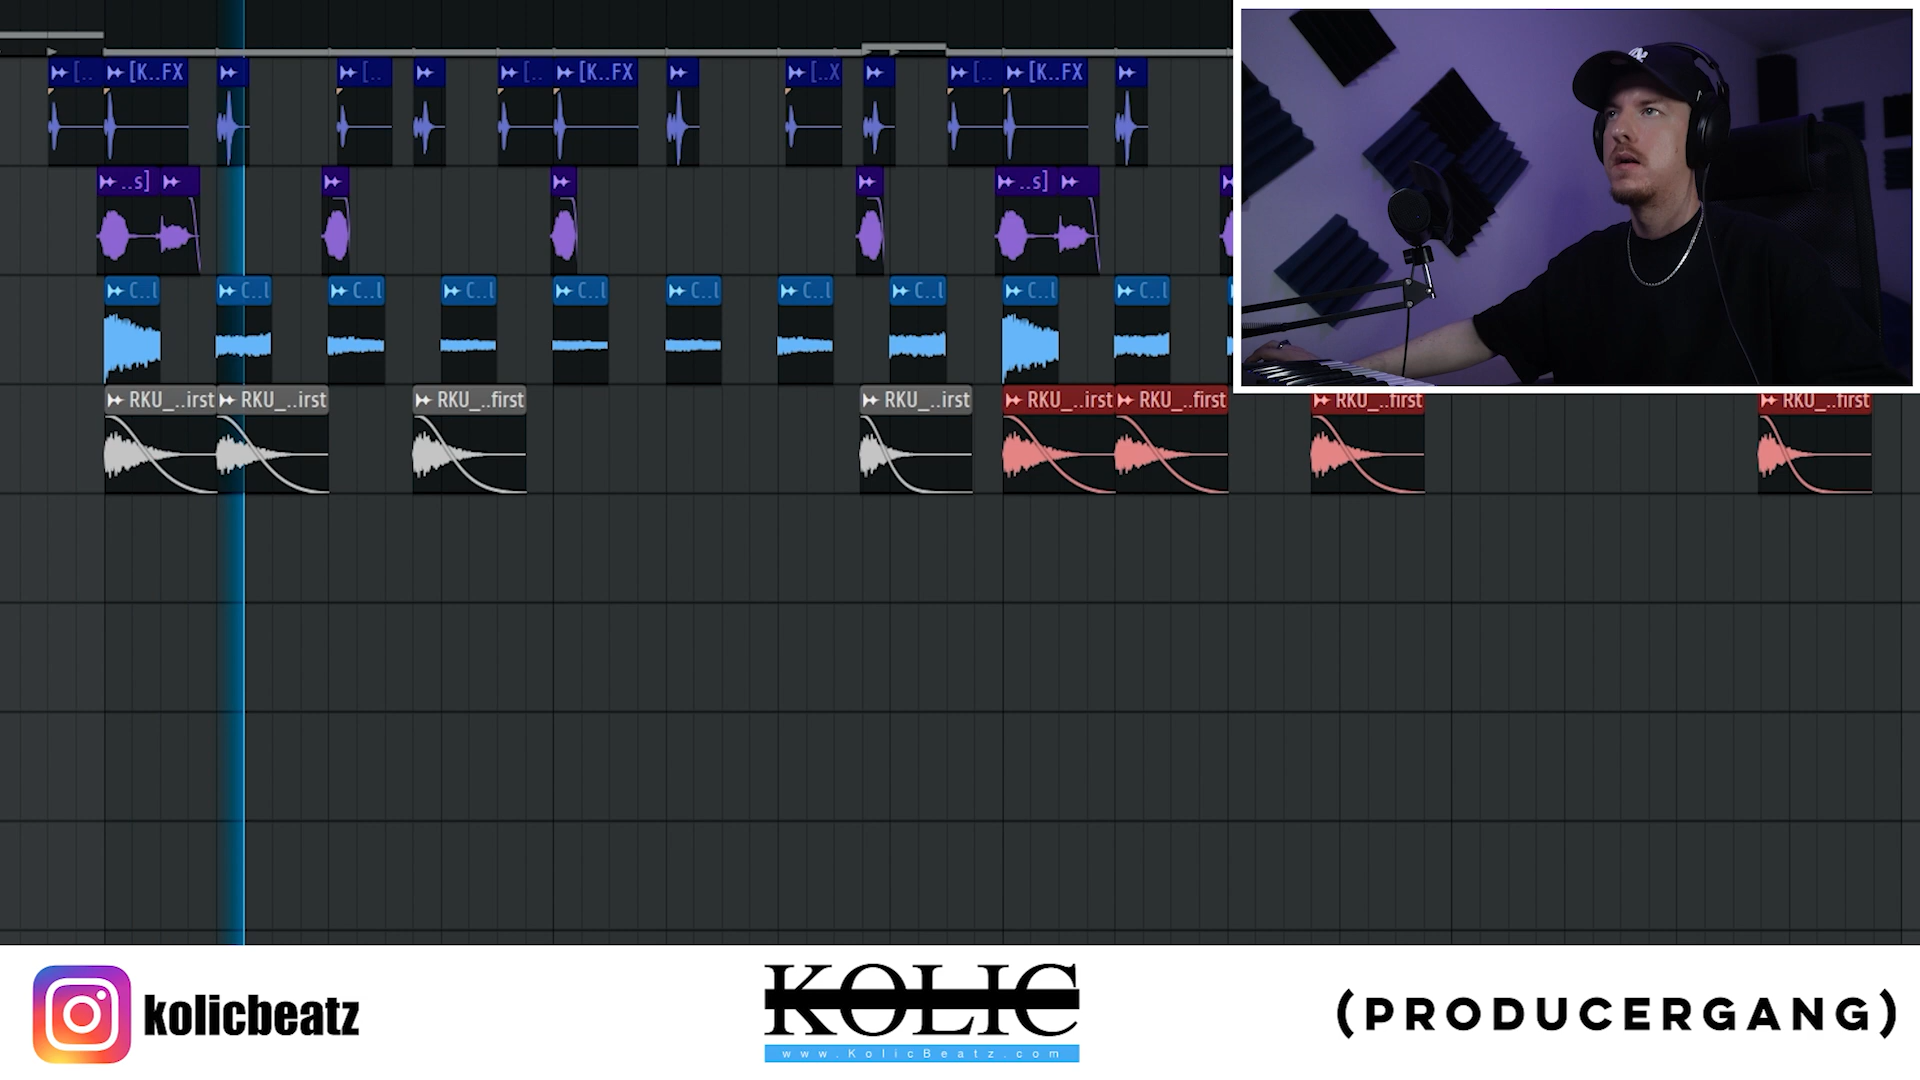 [.. [K..FX [.. [.. [K..FX [..X [.. [K..FX
..s] ..s]
C..l C..l C..l C..l C..l C..l C..l C..l C..l C..l
RKU_..irst RKU_..irst RKU_..first RKU_..irst RKU_..irst RKU_..first RKU_..first RKU_..first
kolicbeatz
KOLIC
www.KolicBeatz.com
(PRODUCERGANG)